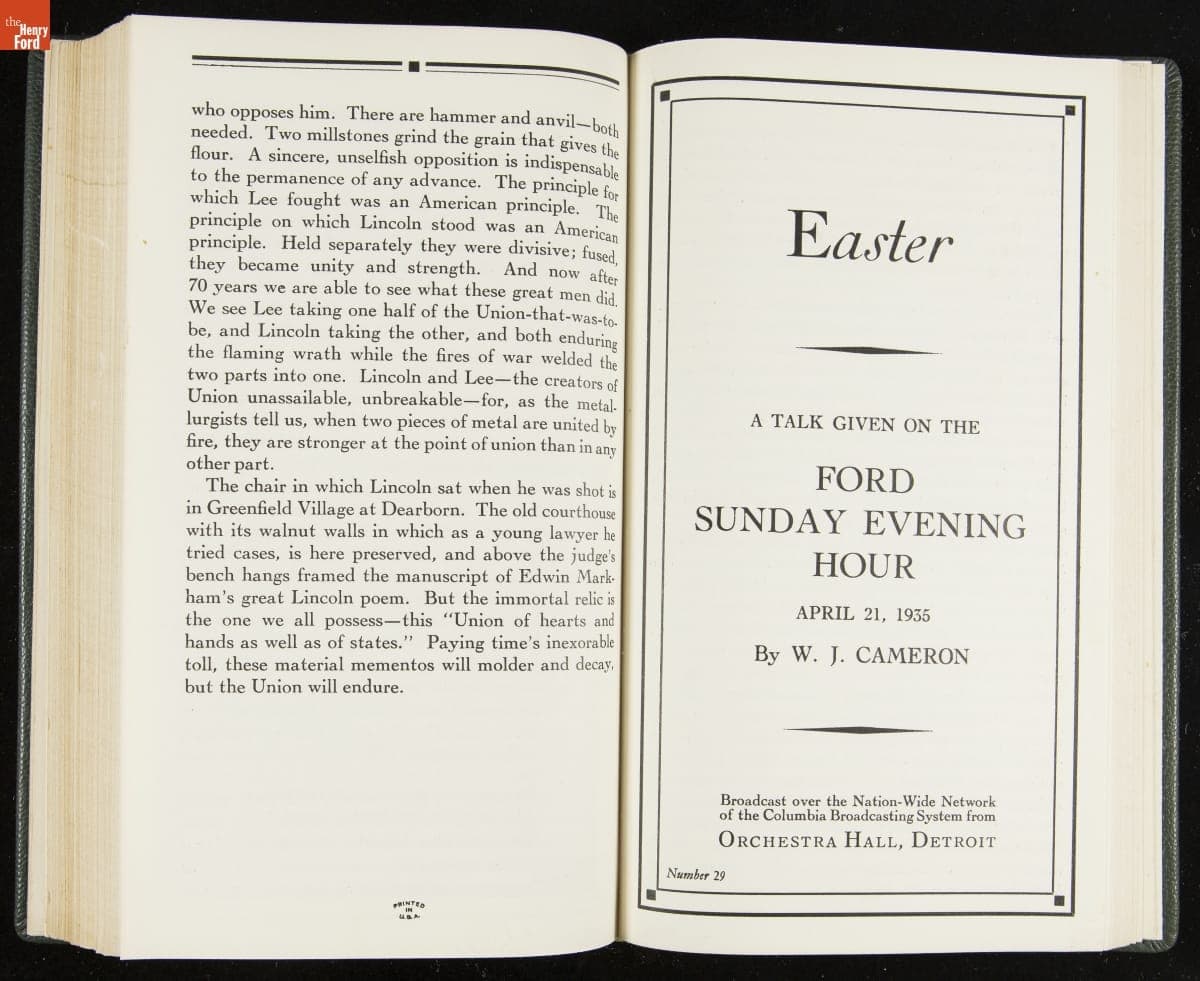 the
Henry
Ford
who opposes him. There are hammer and anvil—both
needed. Two millstones grind the grain that gives the
flour. A sincere, unselfish opposition is indispensable
to the permanence of any advance. The principle for
which Lee fought was an American principle. The
principle on which Lincoln stood was an American
principle. Held separately they were divisive; fused,
they became unity and strength. And now after
70 years we are able to see what these great men did.
We see Lee taking one half of the Union-that-was-to-
be, and Lincoln taking the other, and both enduring
the flaming wrath while the fires of war welded the
two parts into one. Lincoln and Lee—the creators of
Union unassailable, unbreakable—for, as the metal-
lurgists tell us, when two pieces of metal are united by
fire, they are stronger at the point of union than in any
other part.
The chair in which Lincoln sat when he was shot is
in Greenfield Village at Dearborn. The old courthouse
with its walnut walls in which as a young lawyer he
tried cases, is here preserved, and above the judge's
bench hangs framed the manuscript of Edwin Mark-
ham's great Lincoln poem. But the immortal relic is
the one we all possess—this "Union of hearts and
hands as well as of states." Paying time's inexorable
toll, these material mementos will molder and decay,
but the Union will endure.
PRINTED
IN
U.S.A.
Easter
A TALK GIVEN ON THE
FORD
SUNDAY EVENING
HOUR
APRIL 21, 1935
By W. J. CAMERON
Broadcast over the Nation-Wide Network
of the Columbia Broadcasting System from
ORCHESTRA HALL, DETROIT
Number 29